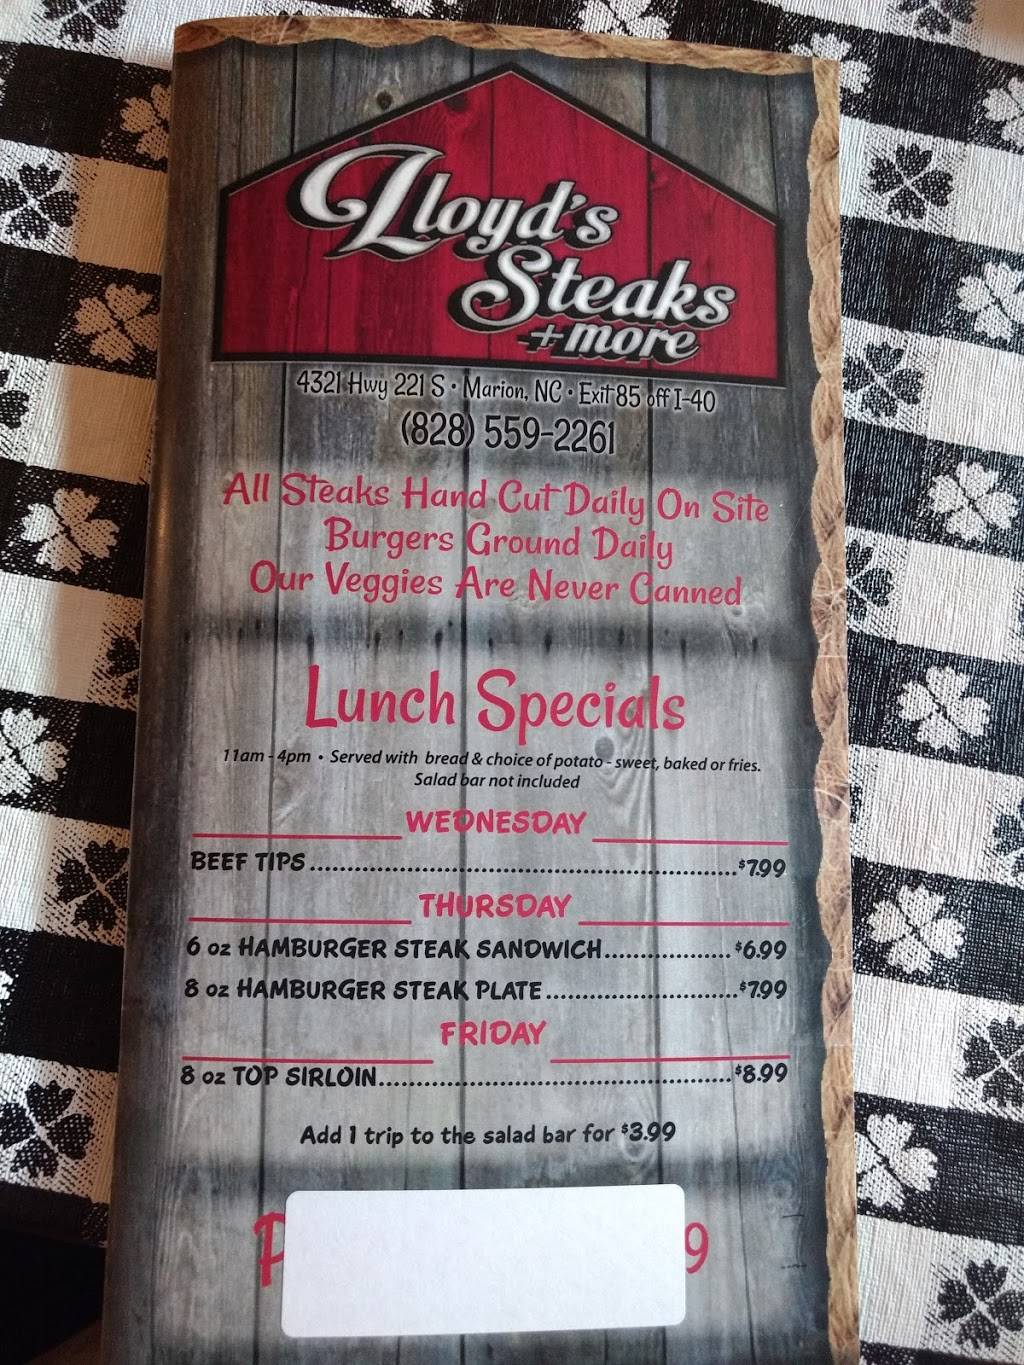 Lloyd's
Steaks
+more
4321 Hwy 221 S • Marion, NC • Exit 85 off I-40
(828) 559-2261
All Steaks Hand Cut Daily On Site
Burgers Ground Daily
Our Veggies Are Never Canned
Lunch Specials
11am - 4pm • Served with bread & choice of potato - sweet, baked or fries.
Salad bar not included
WEDNESDAY
BEEF TIPS.......................................................$7.99
THURSDAY
6 oz HAMBURGER STEAK SANDWICH..................$6.99
8 oz HAMBURGER STEAK PLATE...........................$7.99
FRIDAY
8 oz TOP SIRLOIN..................................................$8.99
Add 1 trip to the salad bar for $3.99
P 9